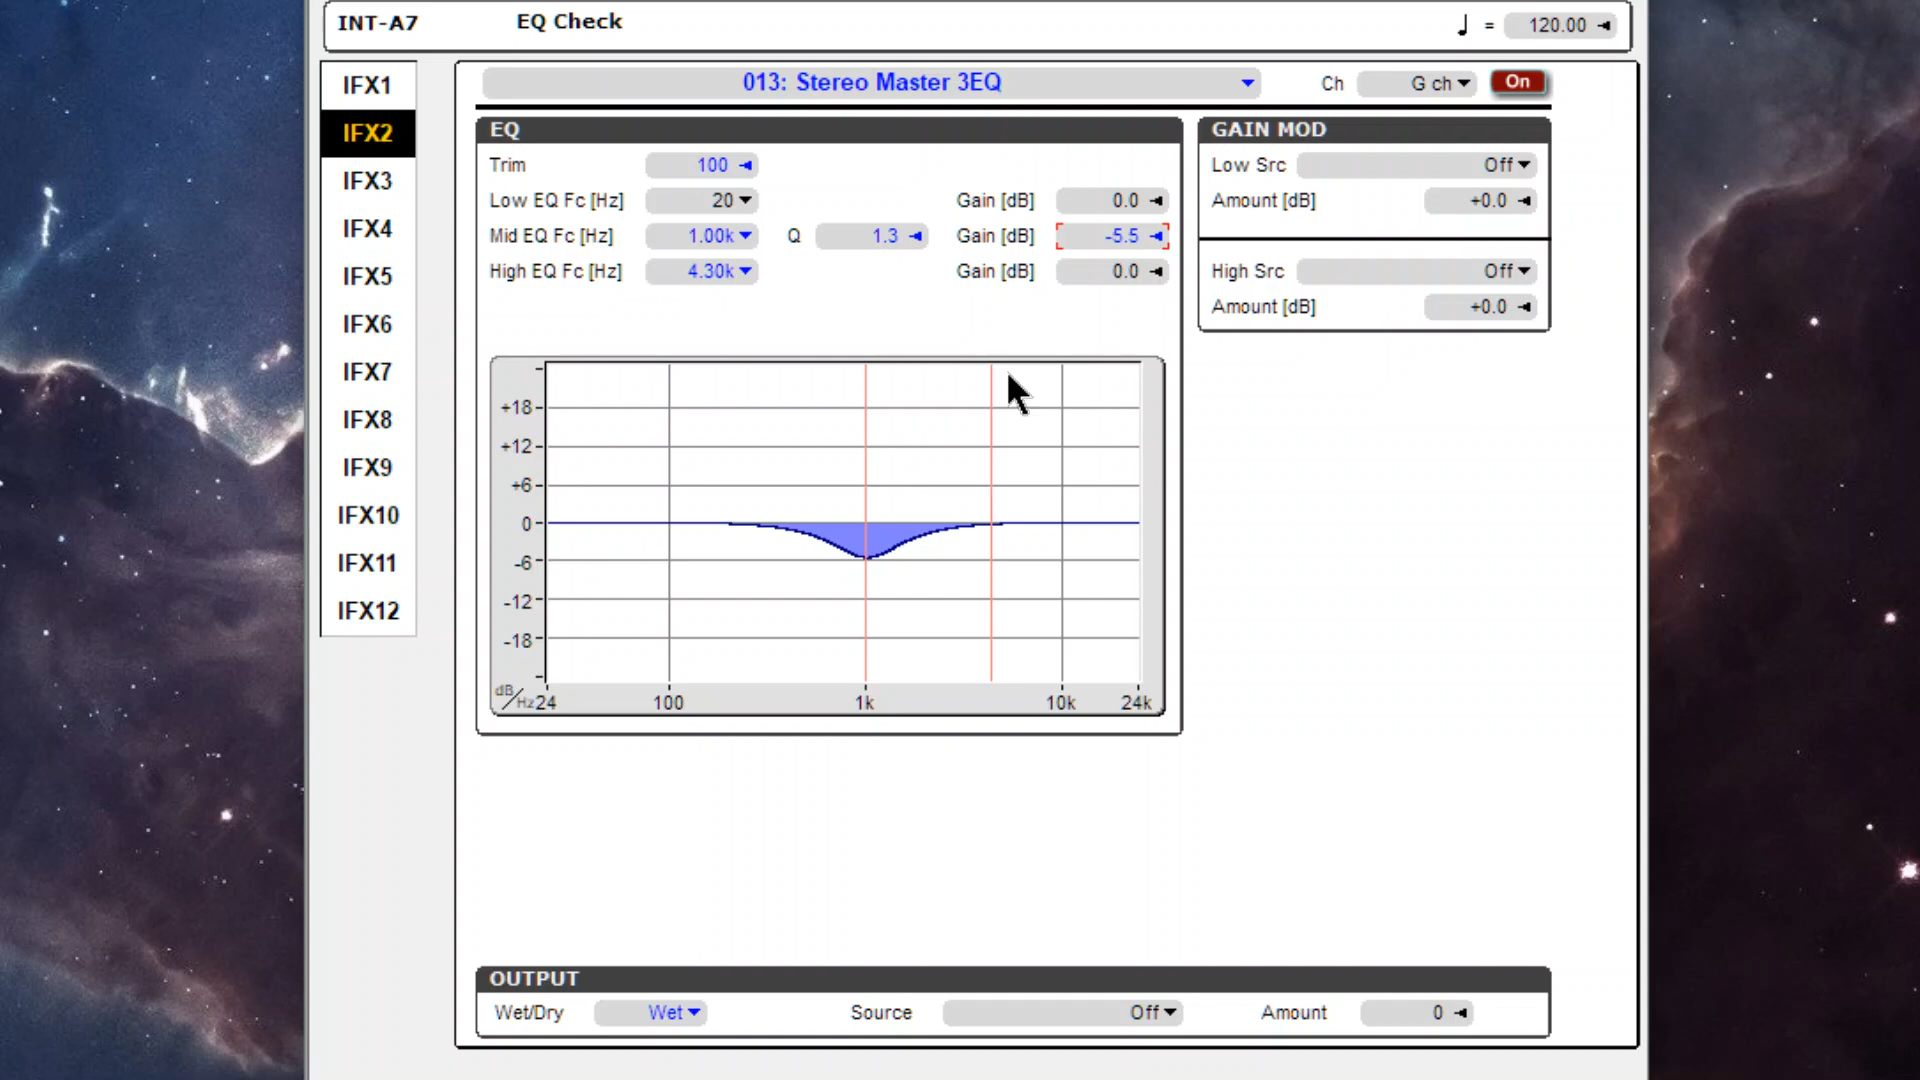 INT-A7 EQ Check ♩ = 120.00
IFX1
IFX2
IFX3
IFX4
IFX5
IFX6
IFX7
IFX8
IFX9
IFX10
IFX11
IFX12
013: Stereo Master 3EQ Ch G ch On
EQ
Trim 100
Low EQ Fc [Hz] 20 Gain [dB] 0.0
Mid EQ Fc [Hz] 1.00k Q 1.3 Gain [dB] -5.5
High EQ Fc [Hz] 4.30k Gain [dB] 0.0
GAIN MOD
Low Src Off
Amount [dB] +0.0
High Src Off
Amount [dB] +0.0
+18
+12
+6
0
-6
-12
-18
dB/Hz 24 100 1k 10k 24k
OUTPUT
Wet/Dry Wet Source Off Amount 0